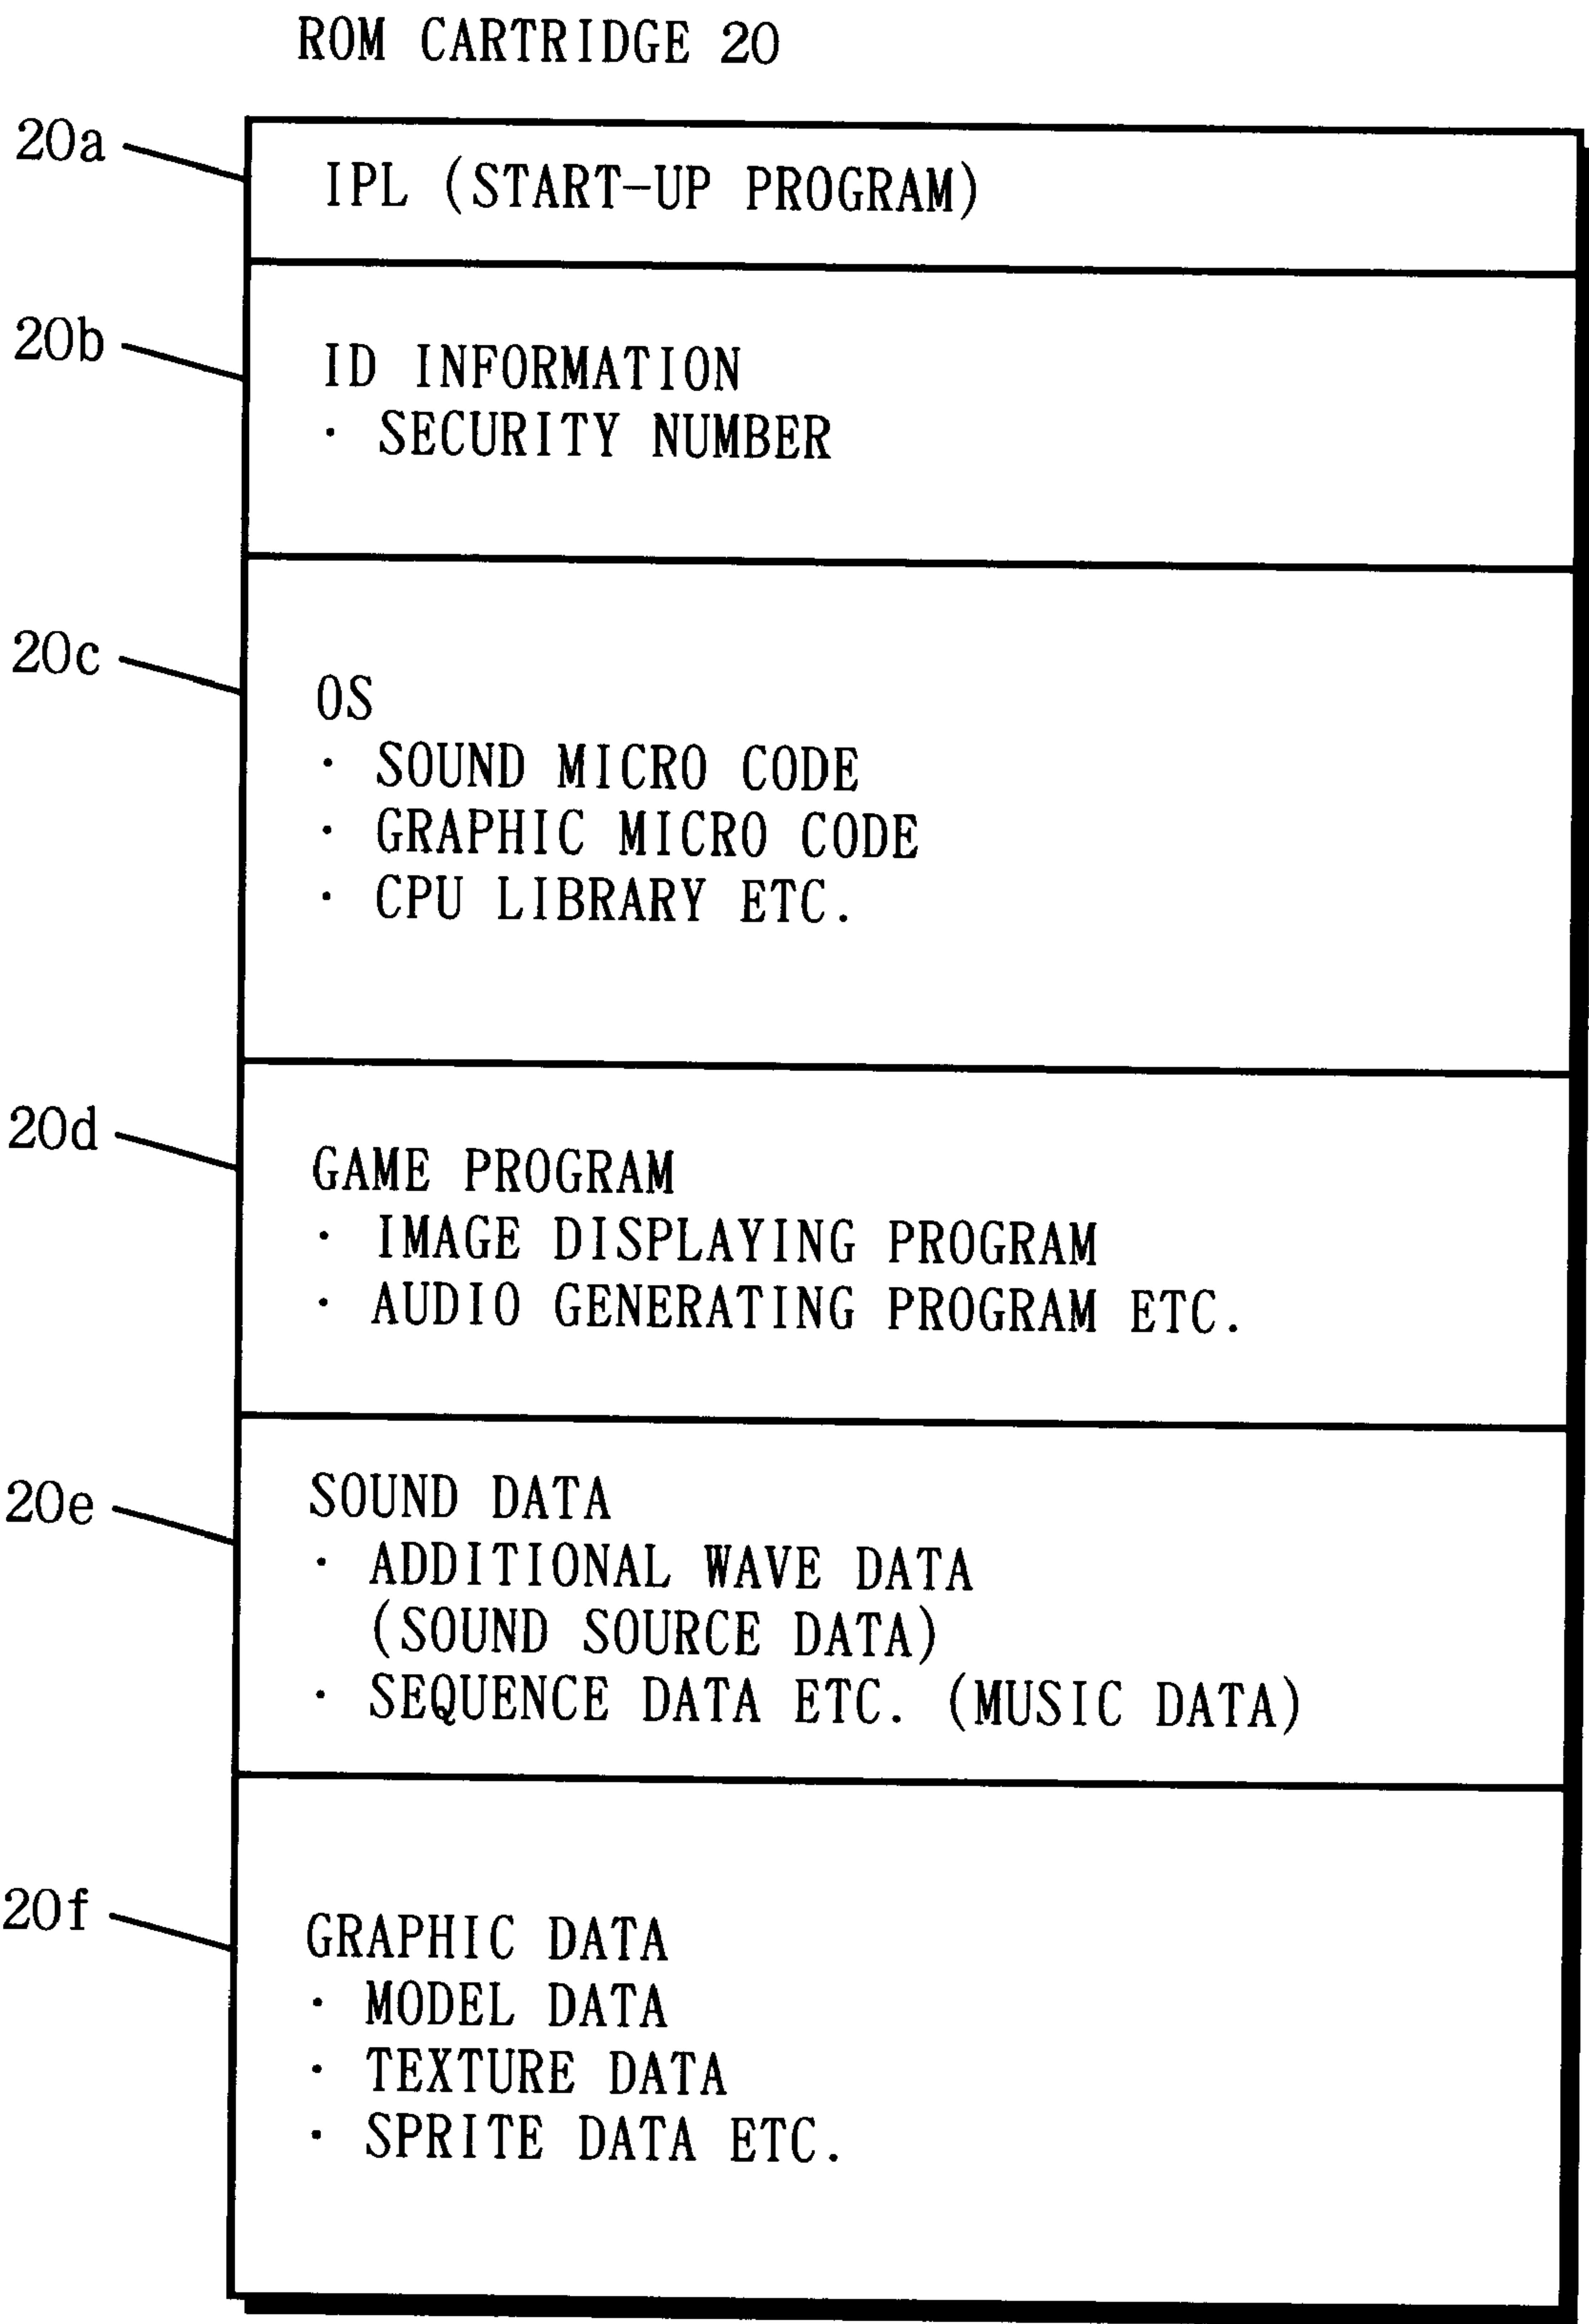 ROM CARTRIDGE 20
20a
IPL (START-UP PROGRAM)
20b
ID INFORMATION
· SECURITY NUMBER
20c
OS
· SOUND MICRO CODE
· GRAPHIC MICRO CODE
· CPU LIBRARY ETC.
20d
GAME PROGRAM
· IMAGE DISPLAYING PROGRAM
· AUDIO GENERATING PROGRAM ETC.
20e
SOUND DATA
· ADDITIONAL WAVE DATA
(SOUND SOURCE DATA)
· SEQUENCE DATA ETC. (MUSIC DATA)
20f
GRAPHIC DATA
· MODEL DATA
· TEXTURE DATA
· SPRITE DATA ETC.